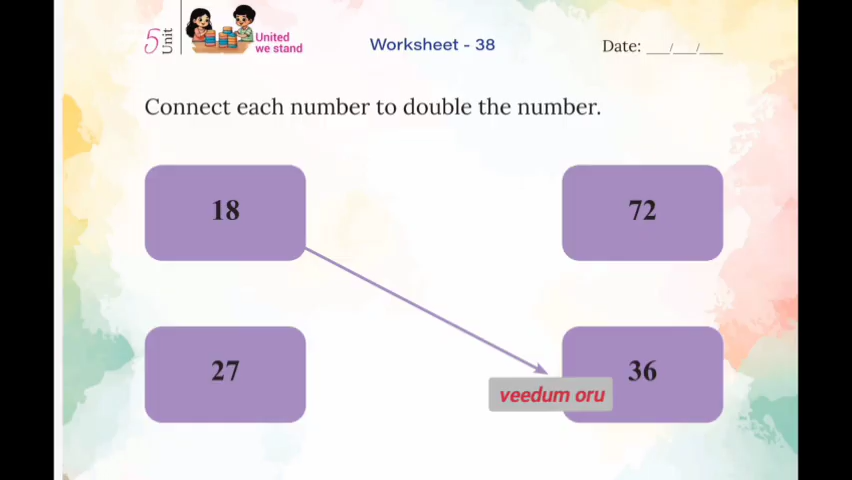 5 Unit
United
we stand
Worksheet - 38
Date: ___/___/___
Connect each number to double the number.
18
72
27
36
veedum oru